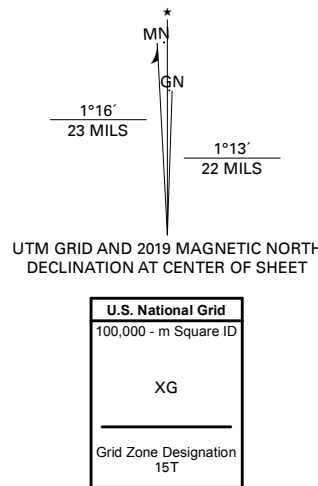 ★
MN
GN
1°16´
23 MILS
1°13´
22 MILS
UTM GRID AND 2019 MAGNETIC NORTH
DECLINATION AT CENTER OF SHEET
U.S. National Grid
100,000 - m Square ID
XG
Grid Zone Designation
15T